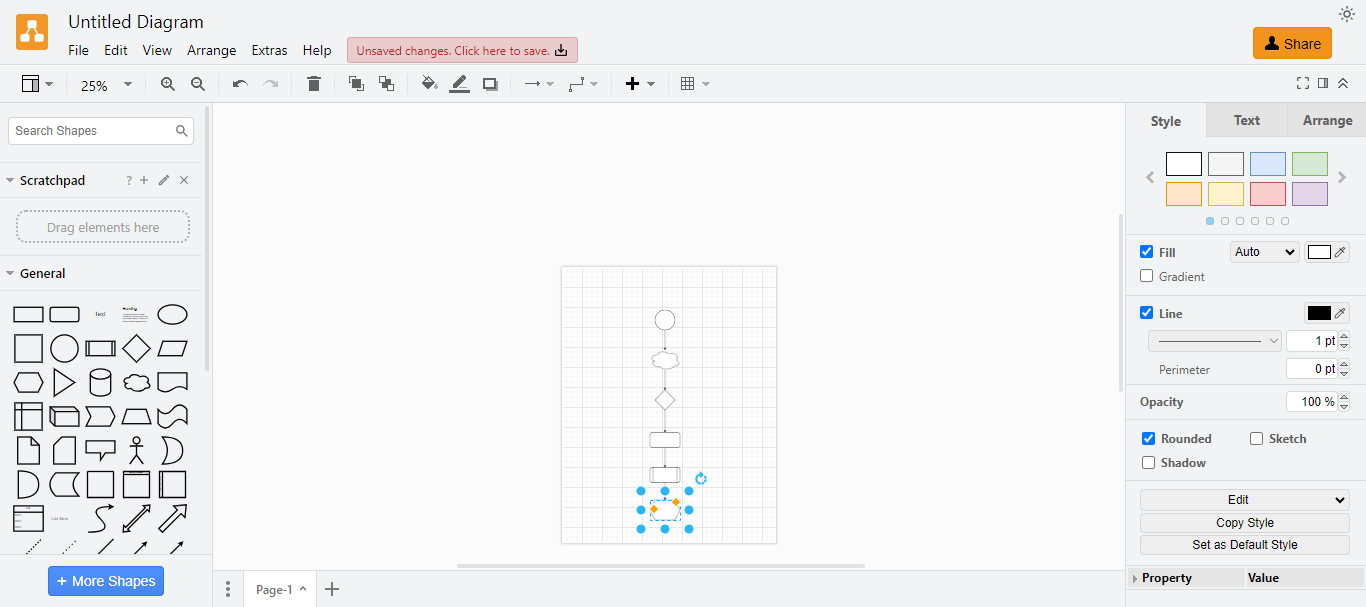 Untitled Diagram
File Edit View Arrange Extras Help
Unsaved changes. Click here to save.
Share
25%
Search Shapes
Scratchpad
?
Drag elements here
General
Text
Heading
List Item
+ More Shapes
Page-1
Style Text Arrange
Fill Auto
Gradient
Line
1 pt
Perimeter 0 pt
Opacity 100 %
Rounded Sketch
Shadow
Edit
Copy Style
Set as Default Style
Property Value